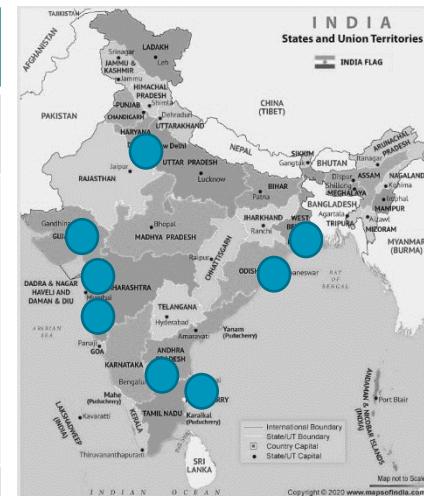 INDIA
States and Union Territories
INDIA FLAG
TAJIKISTAN
AFGHANISTAN
LADAKH
Srinagar
Leh
JAMMU &
KASHMIR
Jammu
HIMACHAL
PRADESH
Shimla
PUNJAB
CHANDIGARH
Dehradun
UTTARAKHAND
HARYANA
CHINA
(TIBET)
PAKISTAN
Delhi
NEPAL
SIKKIM
Gangtok
BHUTAN
ARUNACHAL
PRADESH
Itanagar
Jaipur
RAJASTHAN
UTTAR PRADESH
Lucknow
Dispur
ASSAM
NAGALAND
Kohima
Shillong
MEGHALAYA
Imphal
MANIPUR
BIHAR
Patna
BANGLADESH
Agartala
TRIPURA
Aizawl
MIZORAM
JHARKHAND
Ranchi
WEST
MYANMAR
(BURMA)
Bhopal
MADHYA PRADESH
Raipur
CHHATTISGARH
DADRA & NAGAR
HAVELI AND
DAMAN & DIU
Mumbai
BAY OF
BENGAL
ARABIAN
SEA
TELANGANA
Hyderabad
Amaravati
Yanam
(Puducherry)
Panaji
GOA
ANDHRA
KARNATAKA
Mahe
(Puducherry)
Karaikal
(Puducherry)
TAMIL NADU
KERALA
LAKSHADWEEP
(INDIA)
Kavaratti
Thiruvananthapuram
SRI
LANKA
Port Blair
ANDAMAN & NICOBAR ISLANDS
(INDIA)
International Boundary
State/UT Boundary
Country Capital
State/UT Capital
Map not to Scale
INDIAN OCEAN
Copyright © 2020 www.mapsofindia.com